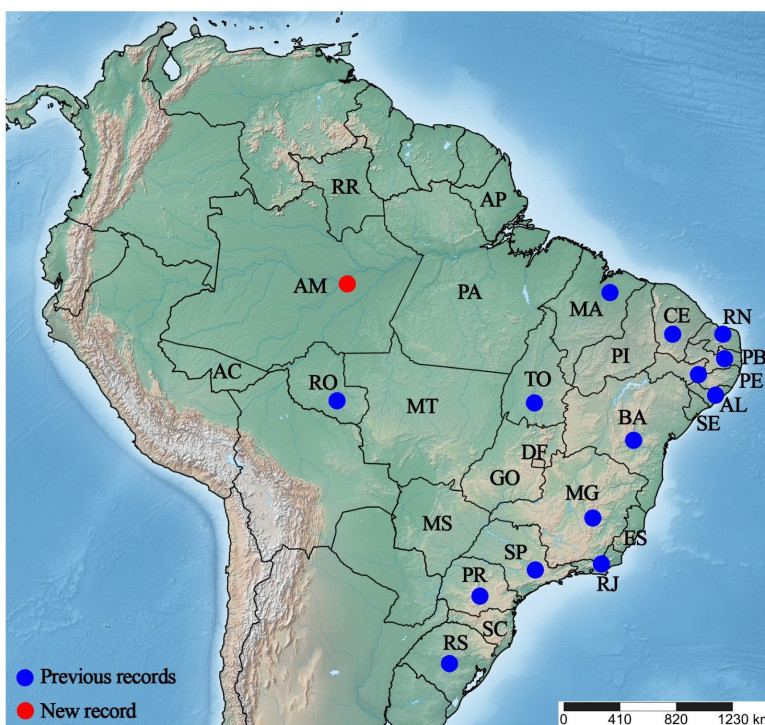 RR
AP
AM
PA
MA
CE
RN
PI
PB
PE
AC
RO
TO
AL
MT
SE
BA
DF
GO
MG
MS
ES
SP
RJ
PR
SC
RS
Previous records
New record
0 410 820 1230 kr